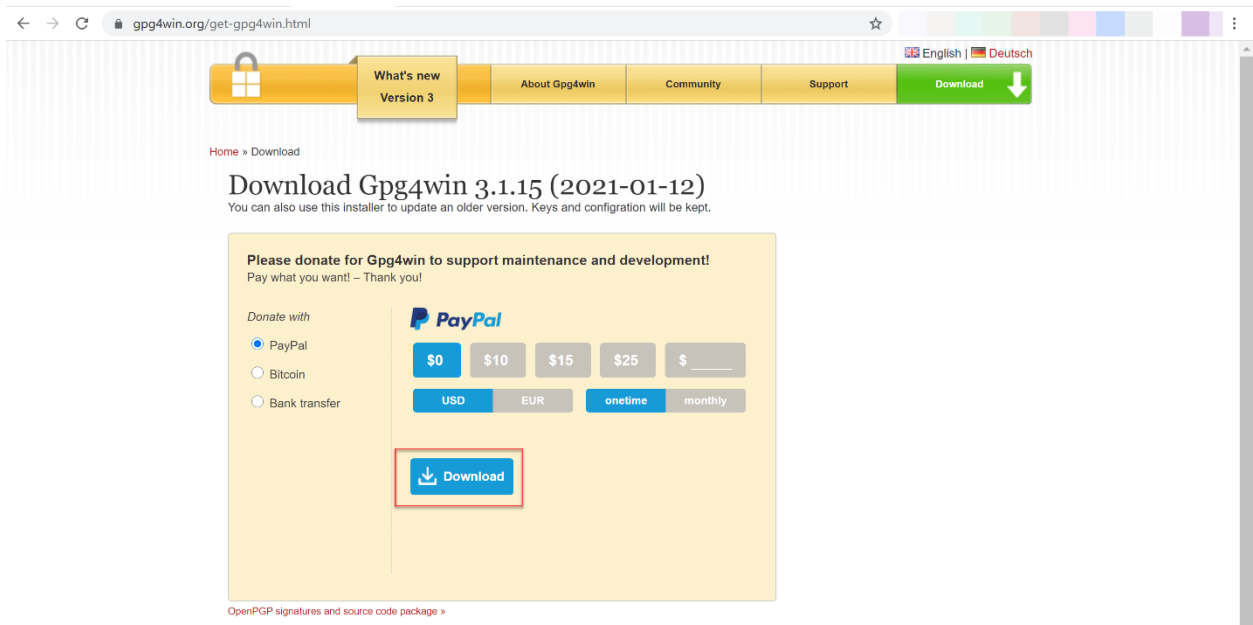 gpg4win.org/get-gpg4win.html
English | Deutsch
What's new
Version 3
About Gpg4win
Community
Support
Download
Home » Download
Download Gpg4win 3.1.15 (2021-01-12)
You can also use this installer to update an older version. Keys and configration will be kept.
Please donate for Gpg4win to support maintenance and development!
Pay what you want! – Thank you!
Donate with
PayPal
PayPal
Bitcoin
Bank transfer
$0 $10 $15 $25 $ _____
USD EUR onetime monthly
Download
OpenPGP signatures and source code package »